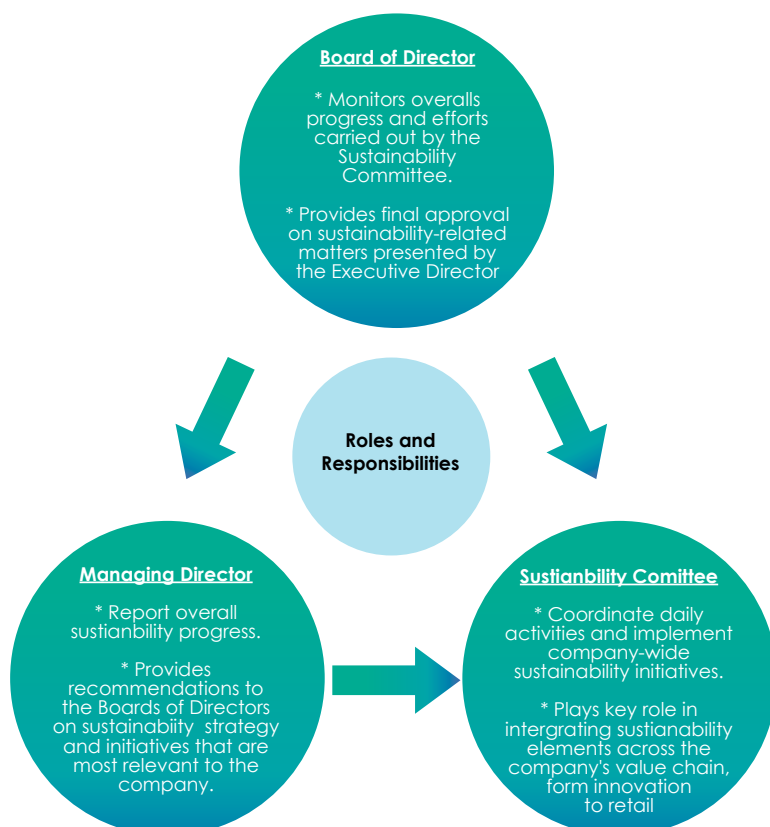 Board of Director
* Monitors overalls
progress and efforts
carried out by the
Sustainability
Committee.
* Provides final approval
on sustainability-related
matters presented by
the Executive Director
Roles and
Responsibilities
Managing Director
* Report overall
sustianbility progress.
* Provides
recommendations to
the Boards of Directors
on sustainabiity strategy
and initiatives that are
most relevant to the
company.
Sustianbility Comittee
* Coordinate daily
activities and implement
company-wide
sustainability initiatives.
* Plays key role in
intergrating sustianability
elements across the
company's value chain,
form innovation
to retail